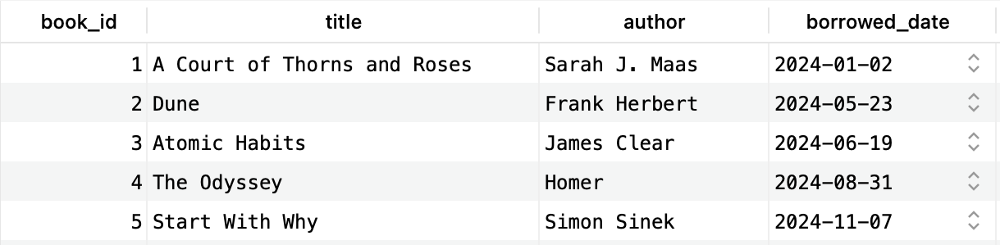 book_id title author borrowed_date
1 A Court of Thorns and Roses Sarah J. Maas 2024-01-02
2 Dune Frank Herbert 2024-05-23
3 Atomic Habits James Clear 2024-06-19
4 The Odyssey Homer 2024-08-31
5 Start With Why Simon Sinek 2024-11-07